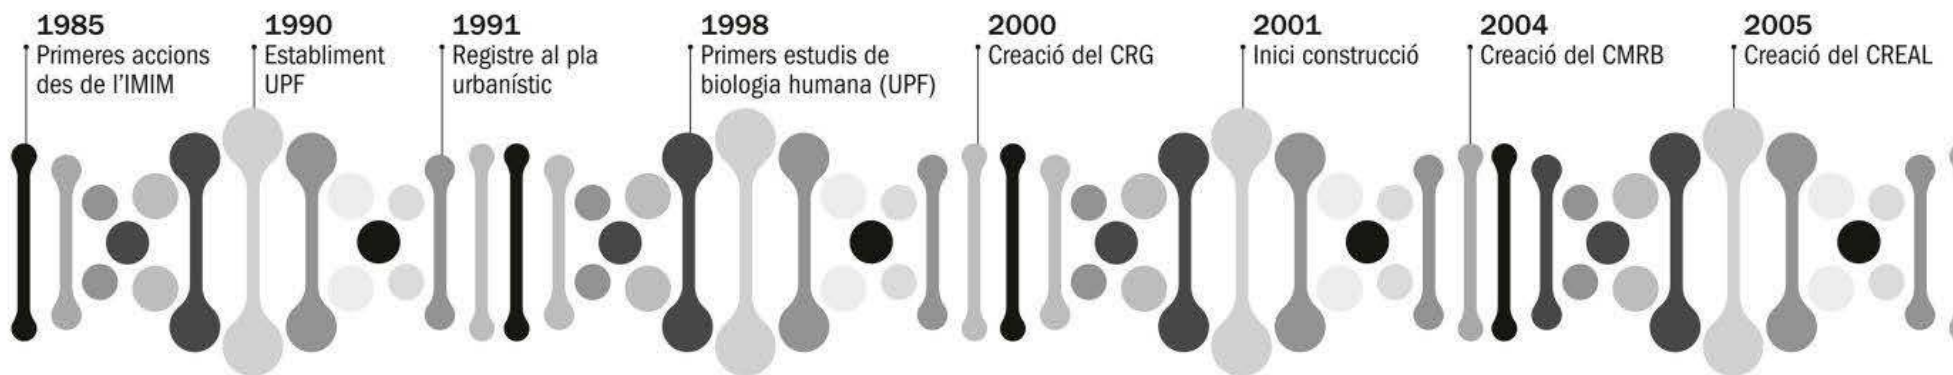 1985
Primeres accions
des de l'IMIM
1990
Establiment
UPF
1991
Registre al pla
urbanístic
1998
Primers estudis de
biologia humana (UPF)
2000
Creació del CRG
2001
Inici construcció
2004
Creació del CMRB
2005
Creació del CREAL